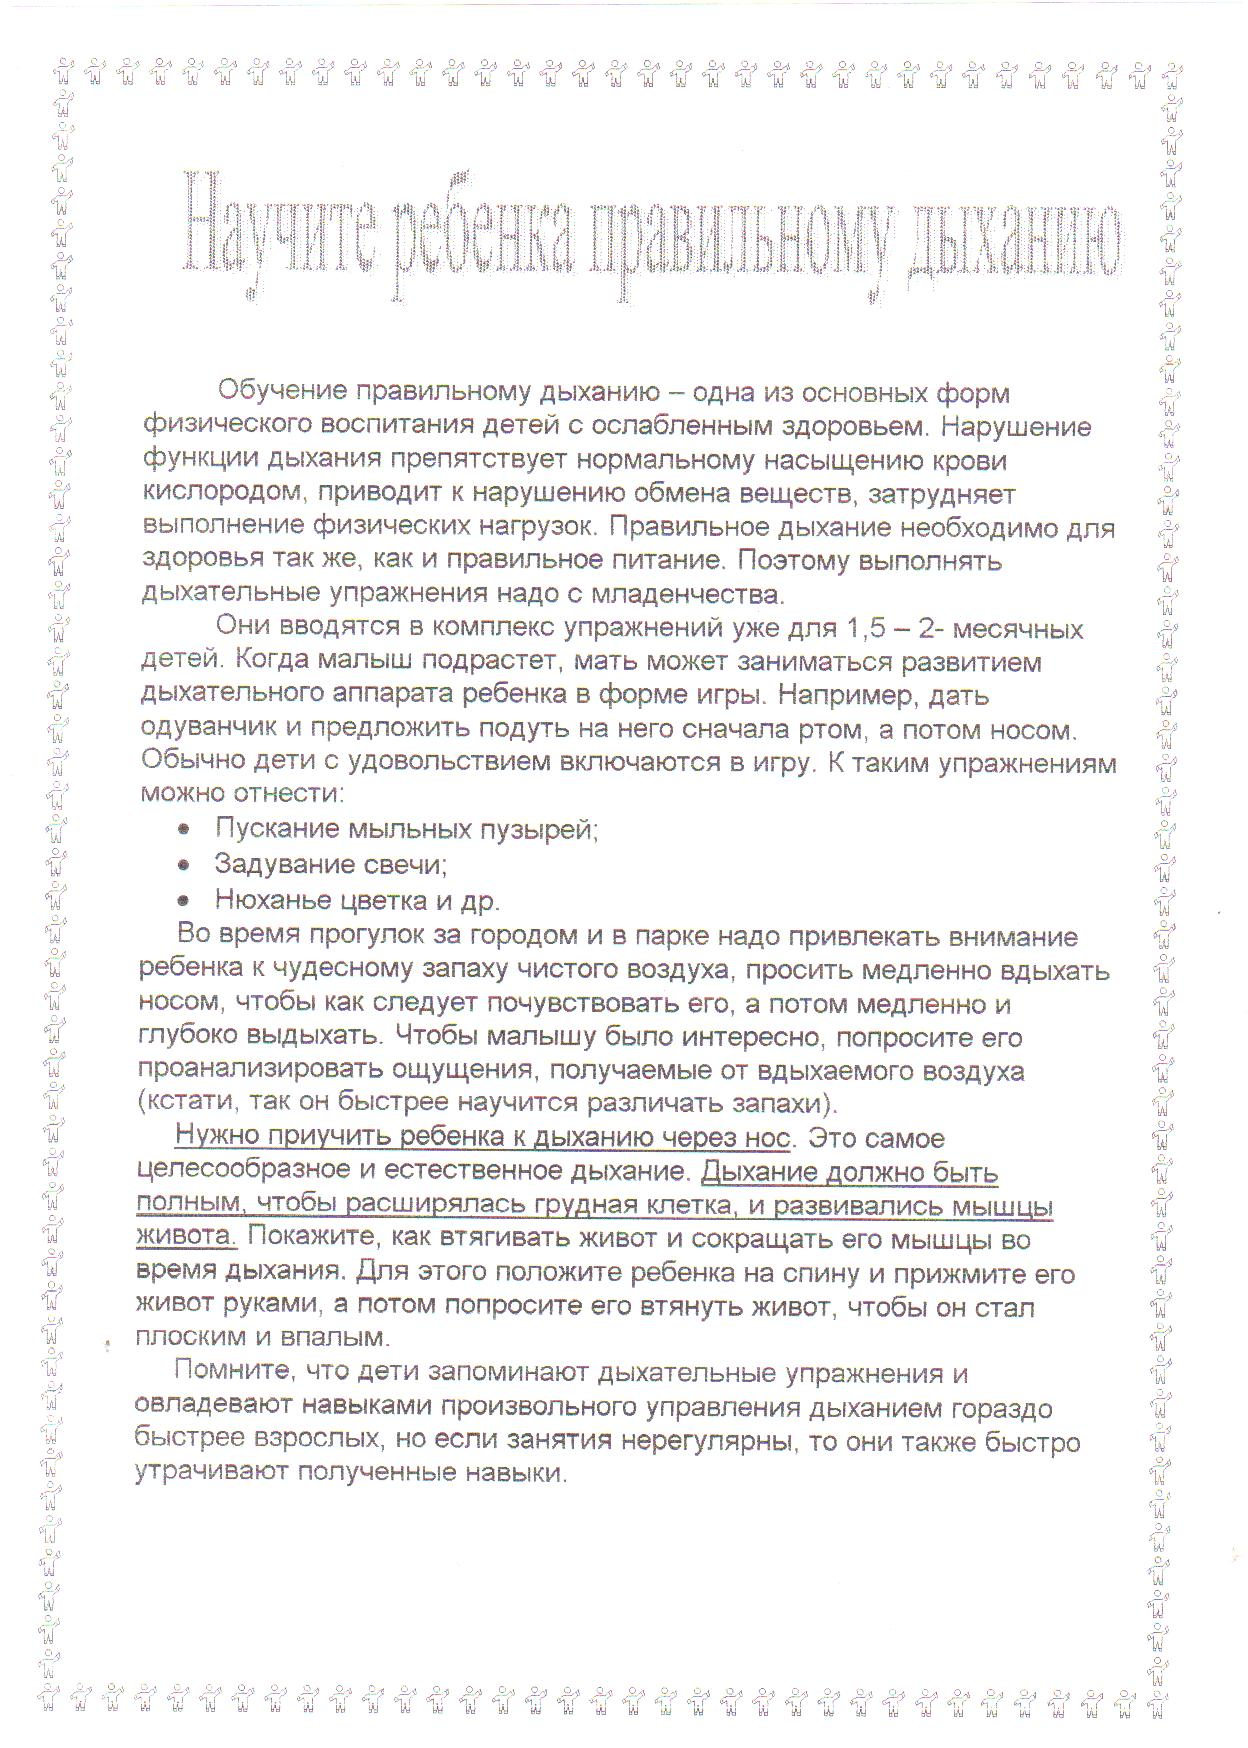 Научите ребенка правильному дыханию
Обучение правильному дыханию – одна из основных форм
физического воспитания детей с ослабленным здоровьем. Нарушение
функции дыхания препятствует нормальному насыщению крови
кислородом, приводит к нарушению обмена веществ, затрудняет
выполнение физических нагрузок. Правильное дыхание необходимо для
здоровья так же, как и правильное питание. Поэтому выполнять
дыхательные упражнения надо с младенчества.
Они вводятся в комплекс упражнений уже для 1,5 – 2- месячных
детей. Когда малыш подрастет, мать может заниматься развитием
дыхательного аппарата ребенка в форме игры. Например, дать
одуванчик и предложить подуть на него сначала ртом, а потом носом.
Обычно дети с удовольствием включаются в игру. К таким упражнениям
можно отнести:
• Пускание мыльных пузырей;
• Задувание свечи;
• Нюханье цветка и др.
Во время прогулок за городом и в парке надо привлекать внимание
ребенка к чудесному запаху чистого воздуха, просить медленно вдыхать
носом, чтобы как следует почувствовать его, а потом медленно и
глубоко выдыхать. Чтобы малышу было интересно, попросите его
проанализировать ощущения, получаемые от вдыхаемого воздуха
(кстати, так он быстрее научится различать запахи).
Нужно приучить ребенка к дыханию через нос. Это самое
целесообразное и естественное дыхание. Дыхание должно быть
полным, чтобы расширялась грудная клетка, и развивались мышцы
живота. Покажите, как втягивать живот и сокращать его мышцы во
время дыхания. Для этого положите ребенка на спину и прижмите его
живот руками, а потом попросите его втянуть живот, чтобы он стал
плоским и впалым.
Помните, что дети запоминают дыхательные упражнения и
овладевают навыками произвольного управления дыханием гораздо
быстрее взрослых, но если занятия нерегулярны, то они также быстро
утрачивают полученные навыки.